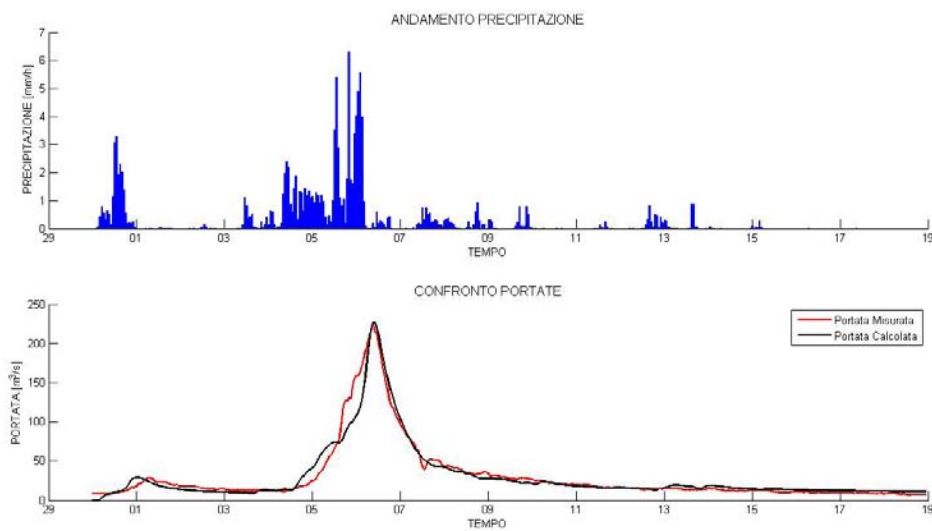 ANDAMENTO PRECIPITAZIONE
PRECIPITAZIONE [mm/h]
7
6
5
4
3
2
1
0
29 01 03 05 07 09 11 13 15 17 19
TEMPO
CONFRONTO PORTATE
PORTATA [m³/s]
250
200
150
100
50
0
Portata Misurata
Portata Calcolata
29 01 03 05 07 09 11 13 15 17 19
TEMPO